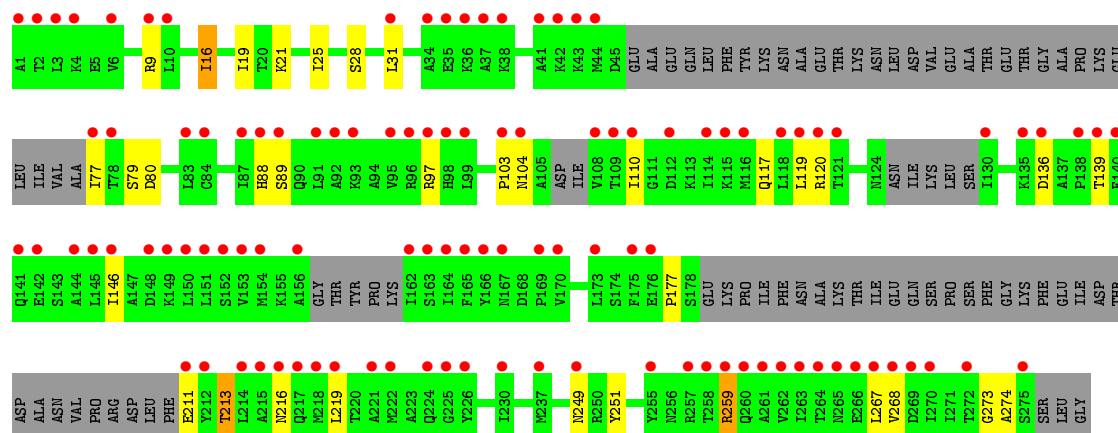 A1 T2 L3 K4 E5 V6 R9 L10 I16 I19 T20 K21 I25 S28 L31 A34 E35 K36 A37 K38 A41 K42 K43 M44 D45 GLU ALA GLU GLN LEU PHE TYR LYS ASN ALA GLU THR LYS ASN LEU ASP VAL GLU ALA THR GLU THR GLY ALA PRO LYS GLU
LEU ILE VAL ALA I77 T78 S79 D80 L83 C84 I87 H88 S89 Q90 L91 A92 K93 A94 V95 R96 R97 H98 L99 P103 N104 A105 ASP ILE V108 T109 I110 G111 D112 K113 I114 K115 M116 Q117 L118 L119 R120 T121 N124 ASN ILE LYS LEU SER I130 K135 D136 A137 P138 T139 E140
Q141 E142 S143 A144 L145 I146 A147 D148 K149 L150 L151 S152 V153 M154 K155 A156 GLY THR TYR PRO LYS I162 S163 I164 F165 Y166 N167 D168 P169 V170 L173 S174 F175 E176 P177 S178 GLU LYS PRO ILE PHE ASN ALA LYS THR ILE GLU GLN SER PRO SER PHE GLY LYS PHE GLU ILE ASP THR
ASP ALA ASN VAL PRO ARG ASP LEU PHE E211 Y212 T213 L214 A215 N216 Q217 M218 L219 T220 A221 M222 Q224 G225 Y226 I230 M237 N249 R250 Y251 Y255 N256 R257 T258 R259 Q260 A261 V262 I263 T264 N265 E266 L267 V268 D269 I270 I271 T272 G273 A274 S275 SER LEU GLY